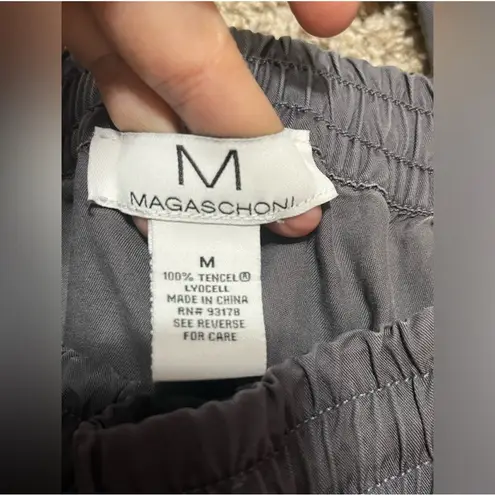 M
MAGASCHONI
M
100% TENCEL®
LYOCELL
MADE IN CHINA
RN# 93178
SEE REVERSE
FOR CARE